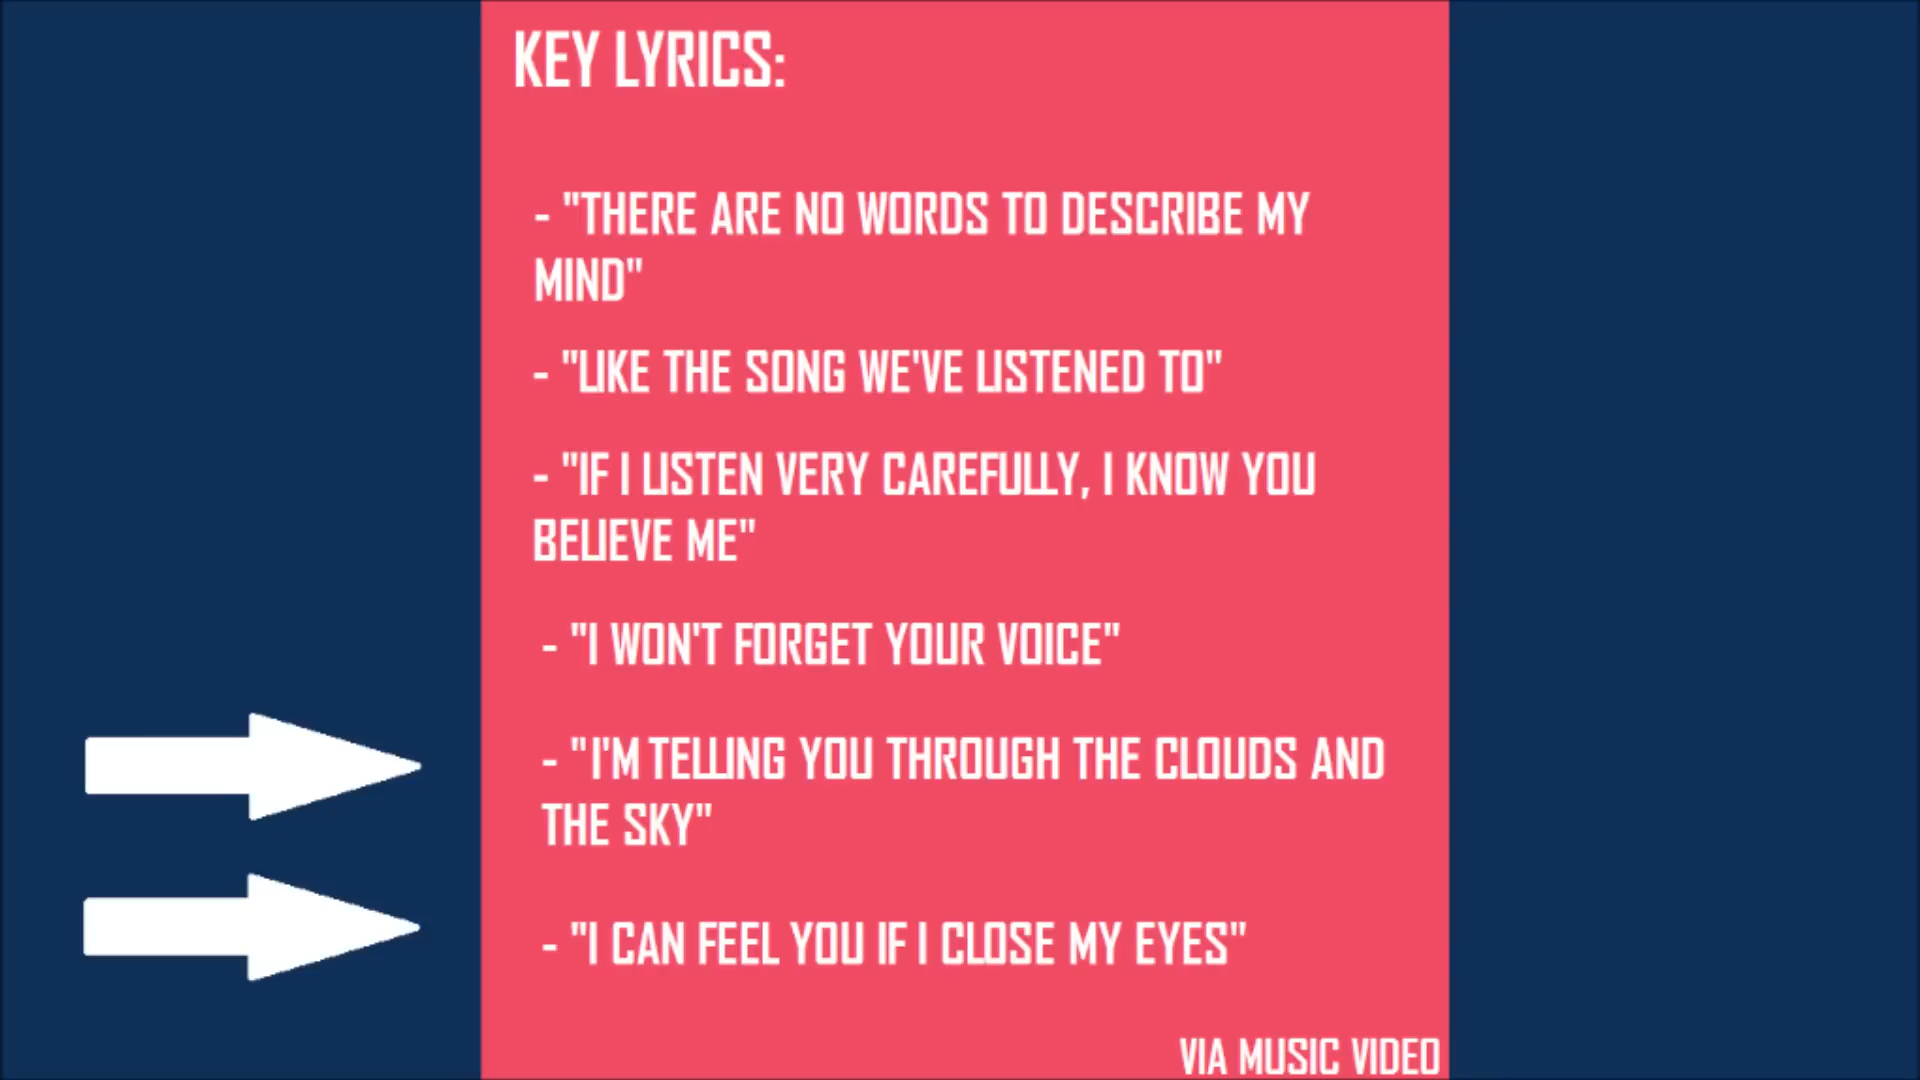 KEY LYRICS:
- "THERE ARE NO WORDS TO DESCRIBE MY
MIND"
- "LIKE THE SONG WE'VE LISTENED TO"
- "IF I LISTEN VERY CAREFULLY, I KNOW YOU
BELIEVE ME"
- "I WON'T FORGET YOUR VOICE"
- "I'M TELLING YOU THROUGH THE CLOUDS AND
THE SKY"
- "I CAN FEEL YOU IF I CLOSE MY EYES"
VIA MUSIC VIDEO